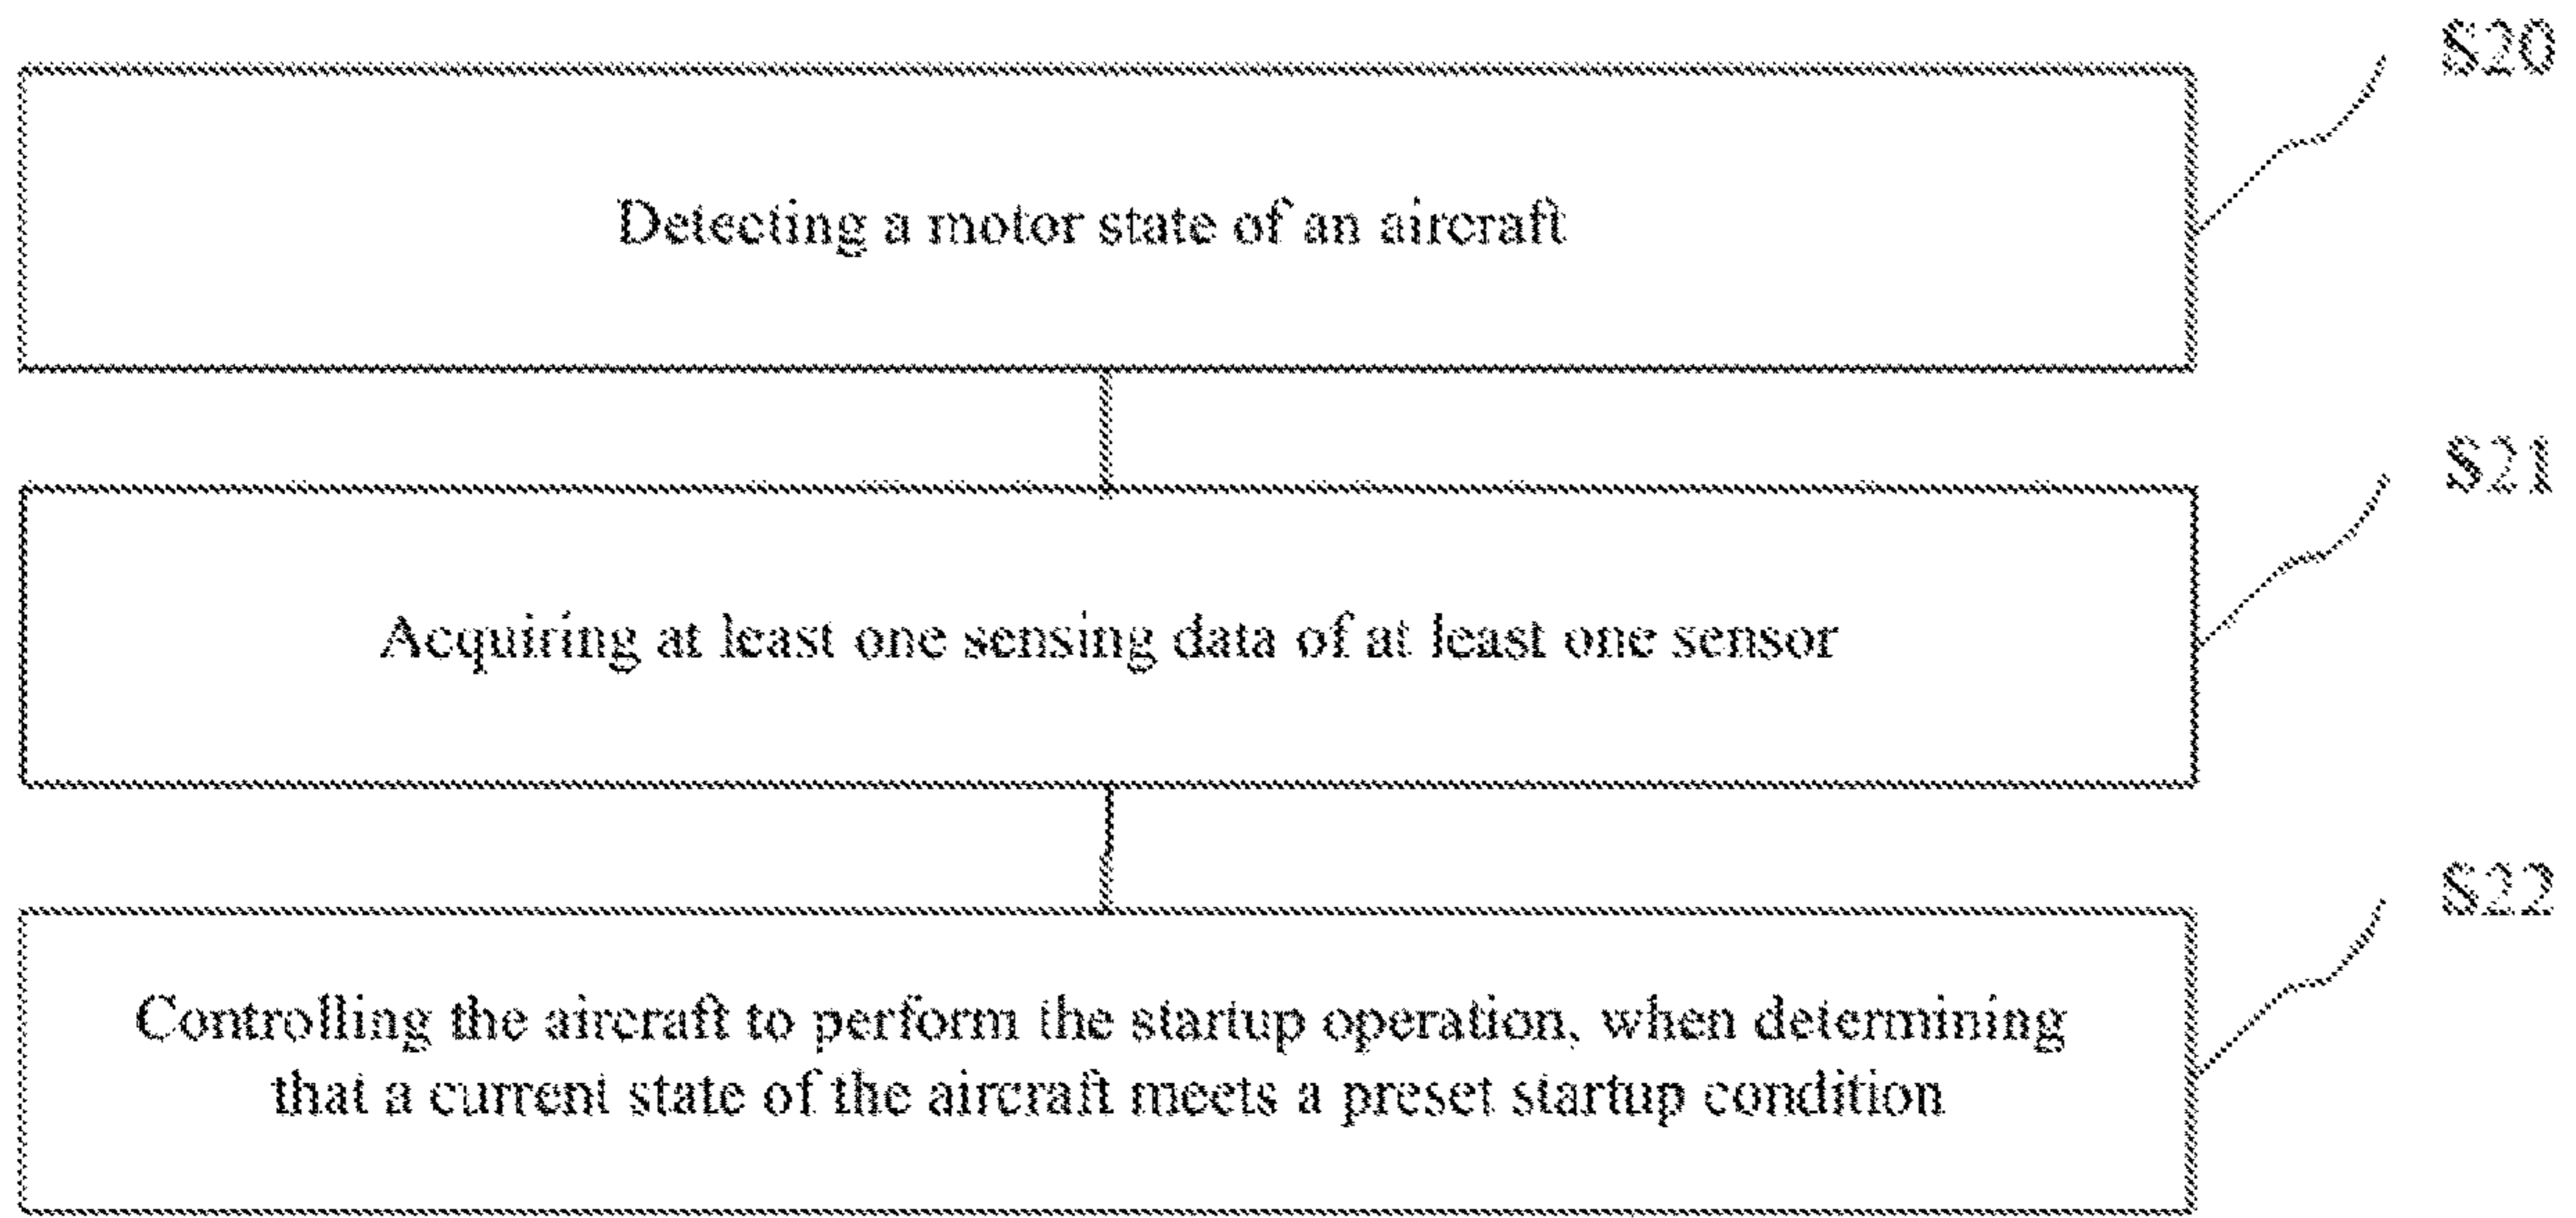 S20
Detecting a motor state of an aircraft
S21
Acquiring at least one sensing data of at least one sensor
S22
Controlling the aircraft to perform the startup operation, when determining
that a current state of the aircraft meets a preset startup condition